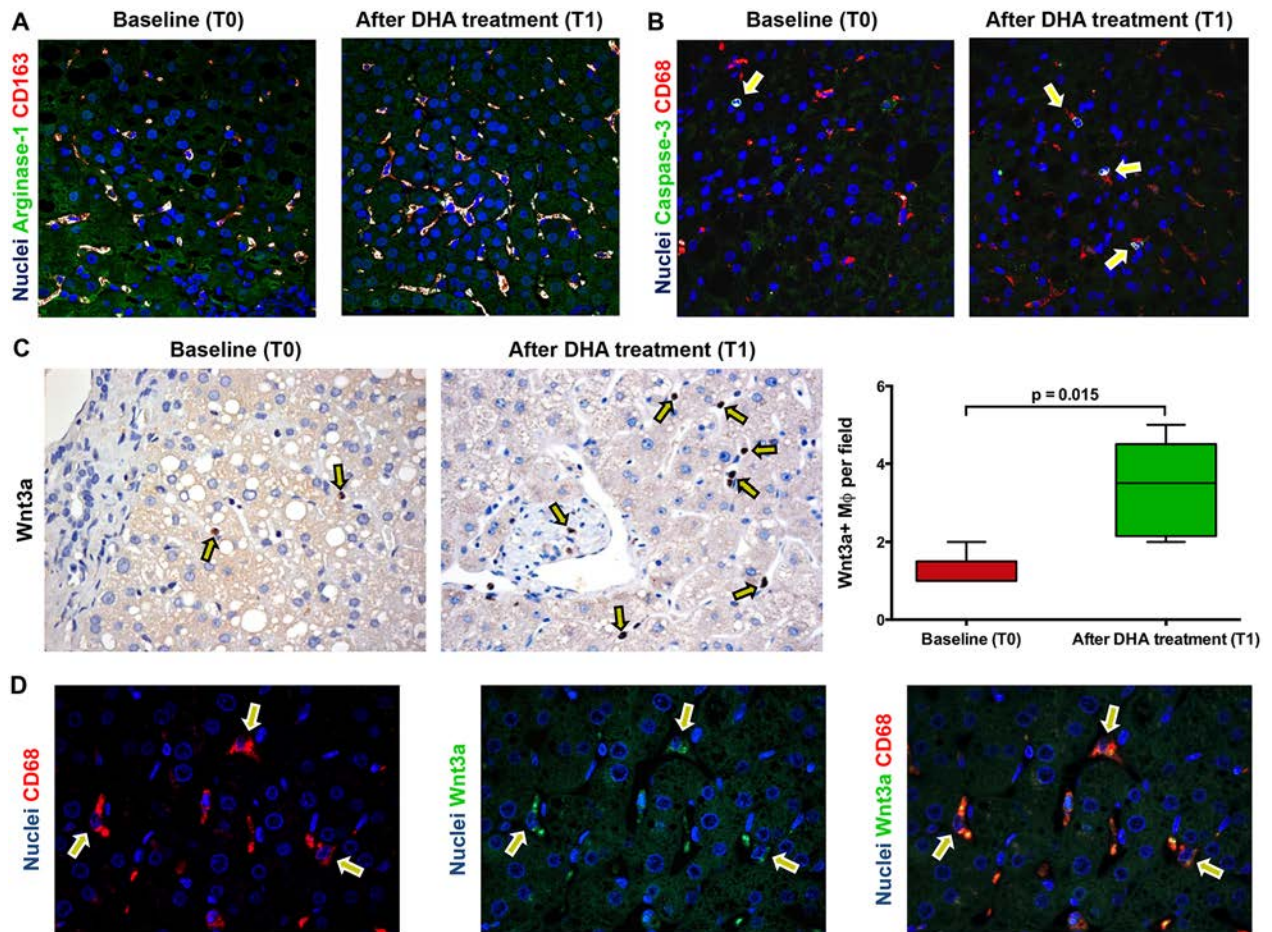 A
Baseline (T0)
After DHA treatment (T1)
Nuclei Arginase-1 CD163
B
Baseline (T0)
After DHA treatment (T1)
Nuclei Caspase-3 CD68
C
Baseline (T0)
After DHA treatment (T1)
Wnt3a
Wnt3a+ Mϕ per field
6
4
2
0
p = 0.015
Baseline (T0)
After DHA treatment (T1)
D
Nuclei CD68
Nuclei Wnt3a
Nuclei Wnt3a CD68